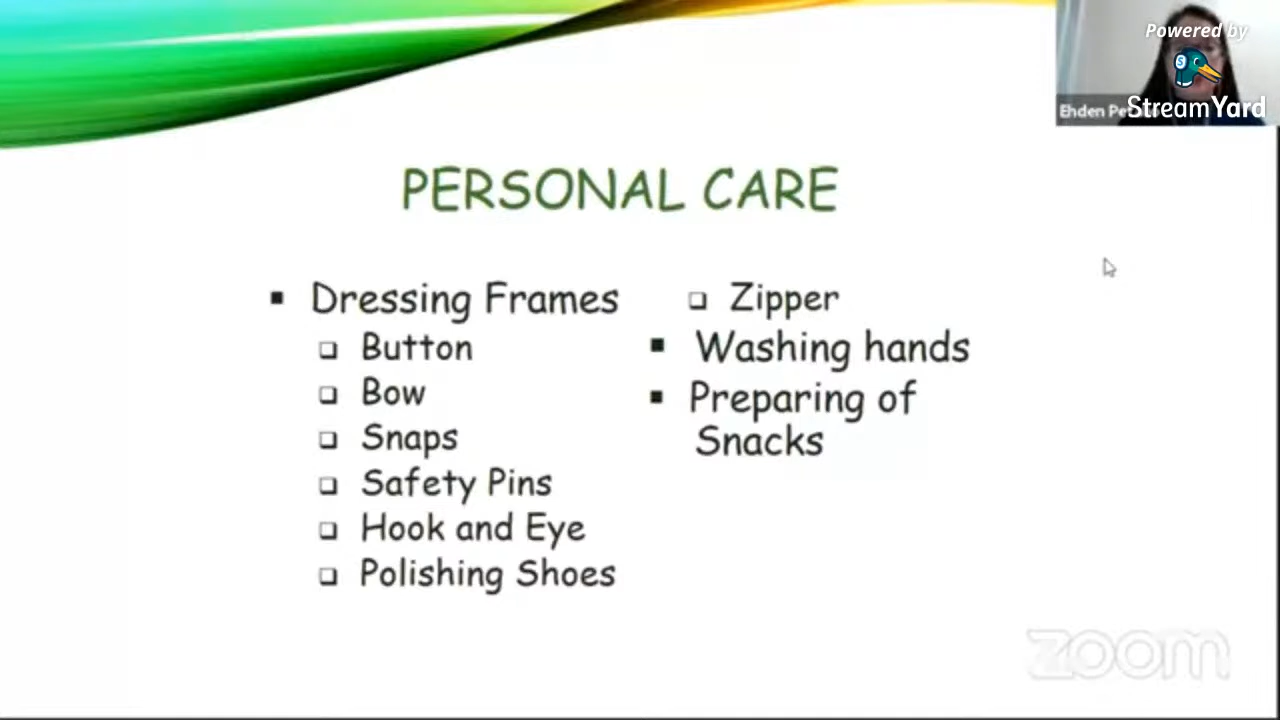 Powered by
StreamYard
Ehden
PERSONAL CARE
Dressing Frames
Button
Bow
Snaps
Safety Pins
Hook and Eye
Polishing Shoes
Zipper
Washing hands
Preparing of
Snacks
zoom